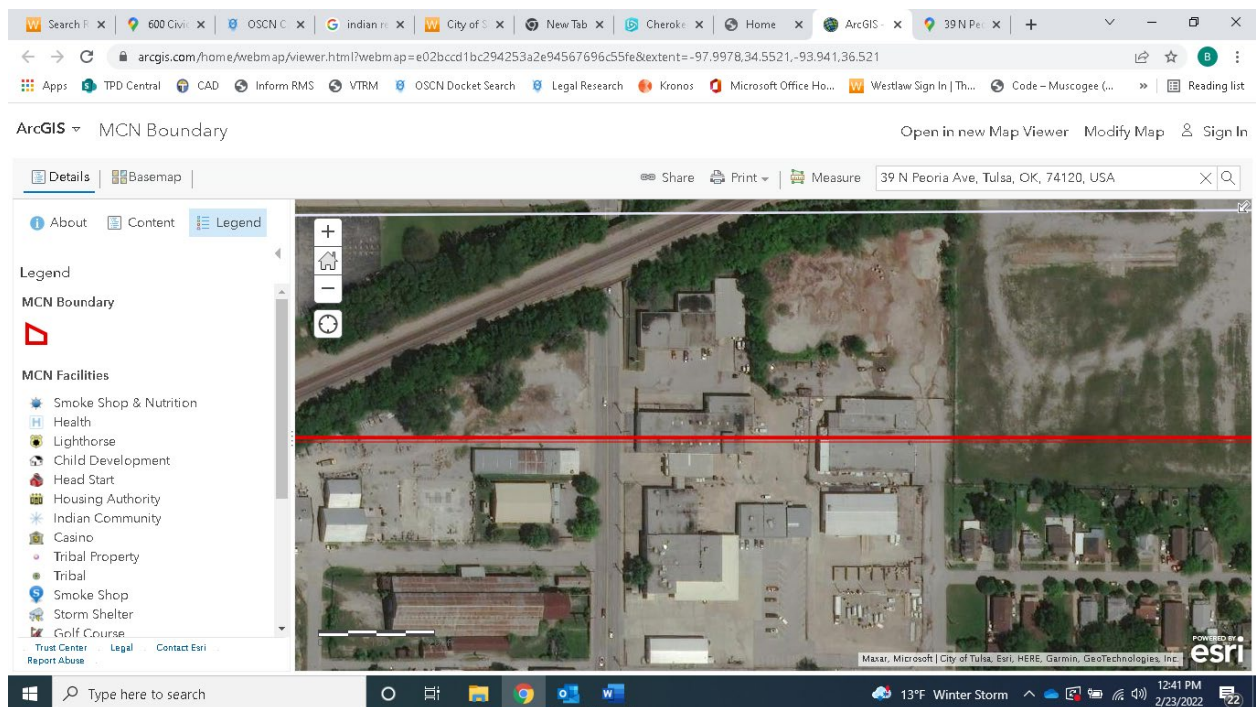 Search R 600 Civic OSCN C indian re City of S New Tab Cheroke Home ArcGIS - 39 N Peo
arcgis.com/home/webmap/viewer.html?webmap=e02bccd1bc294253a2e94567696c55fe&extent=-97.9978,34.5521,-93.941,36.521 B
Apps TPD Central CAD Inform RMS VTRM OSCN Docket Search Legal Research Kronos Microsoft Office Ho... Westlaw Sign In | Th... Code – Muscogee (... » Reading list
ArcGIS MCN Boundary Open in new Map Viewer Modify Map Sign In
Details Basemap Share Print Measure 39 N Peoria Ave, Tulsa, OK, 74120, USA
About Content Legend
Legend
MCN Boundary
MCN Facilities
Smoke Shop & Nutrition
Health
Lighthorse
Child Development
Head Start
Housing Authority
Indian Community
Casino
Tribal Property
Tribal
Smoke Shop
Storm Shelter
Golf Course
Trust Center Legal Contact Esri
Report Abuse
Maxar, Microsoft | City of Tulsa, Esri, HERE, Garmin, GeoTechnologies, Inc.
POWERED BY
esri
Type here to search 13°F Winter Storm 12:41 PM
2/23/2022 22